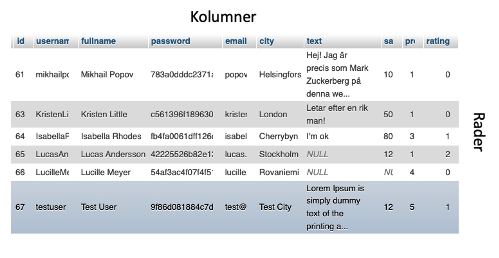 Kolumner
id usernam fullname password email city text sa pr rating
Hej! Jag är
precis som Mark
61 mikhailpo Mikhail Popov 783a0dddc2371 popov Helsingfors Zuckerberg på 10 1 0
denna we...
63 KristenLi Kristen Little c561396f189630 krister London Letar efter en rik 50 1 0
man!
64 IsabellaF Isabella Rhodes fb4fa0061dff126 isabel Cherrybyn I'm ok 80 3 1
65 LucasAn Lucas Andersson 42225526b82e1 lucas. Stockholm NULL 12 1 2
66 LucilleMe Lucille Meyer 54af3ac4f07f4f5 lucille Rovaniemi NULL NU 4 0
Lorem Ipsum is
simply dummy
67 testuser Test User 9f86d081884c7d test@ Test City text of the 12 5 1
printing a...
Rader